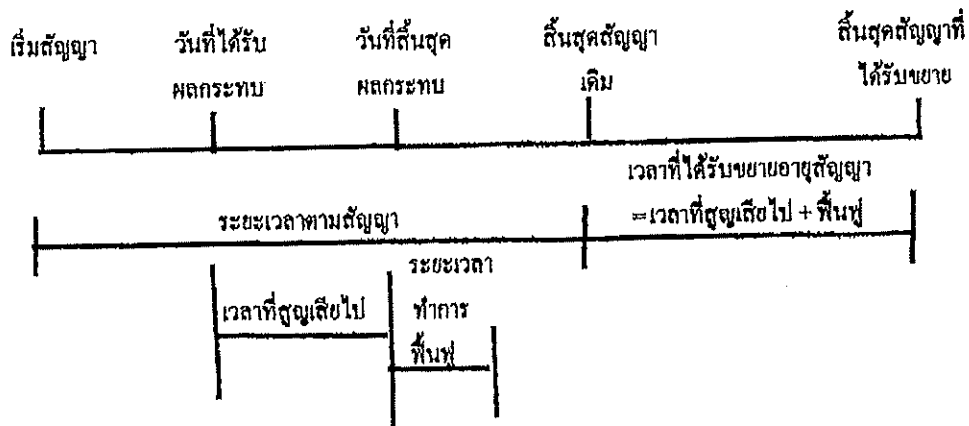 เริ่มสัญญา
วันที่ได้รับ
ผลกระทบ
วันที่สิ้นสุด
ผลกระทบ
สิ้นสุดสัญญา
เดิม
สิ้นสุดสัญญาที่
ได้รับขยาย
เวลาที่ได้รับขยายอายุสัญญา
=เวลาที่สูญเสียไป + ฟื้นฟู
ระยะเวลาตามสัญญา
เวลาที่สูญเสียไป
ระยะเวลา
ทำการ
ฟื้นฟู